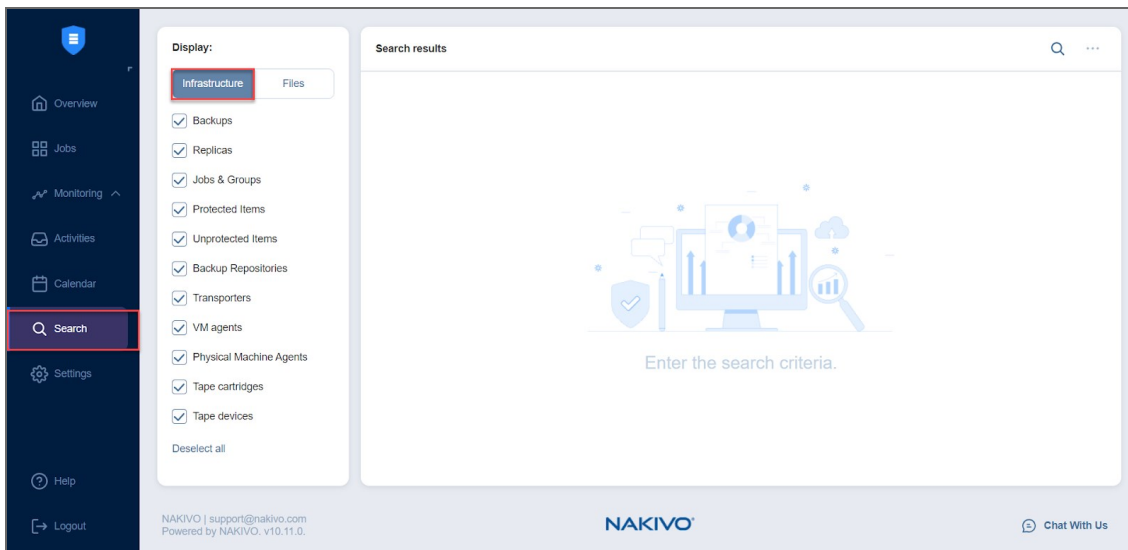 Overview
Jobs
Monitoring
Activities
Calendar
Search
Settings
Help
Logout
Display:
Infrastructure Files
Backups
Replicas
Jobs & Groups
Protected Items
Unprotected Items
Backup Repositories
Transporters
VM agents
Physical Machine Agents
Tape cartridges
Tape devices
Deselect all
Search results
Enter the search criteria.
NAKIVO | support@nakivo.com
Powered by NAKIVO. v10.11.0.
NAKIVO®
Chat With Us